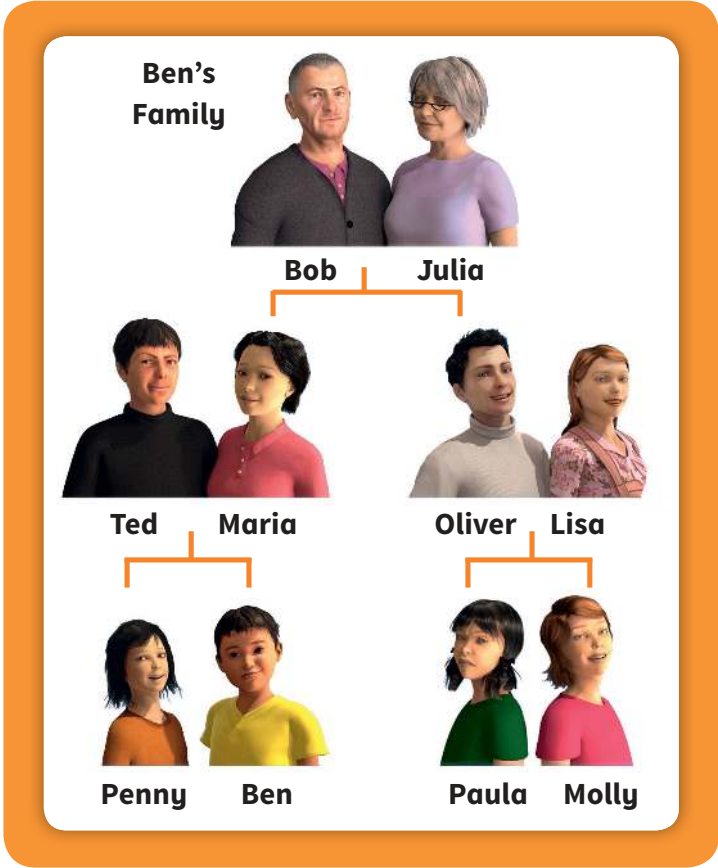 Ben's
Family
Bob Julia
Ted Maria
Oliver Lisa
Penny Ben
Paula Molly